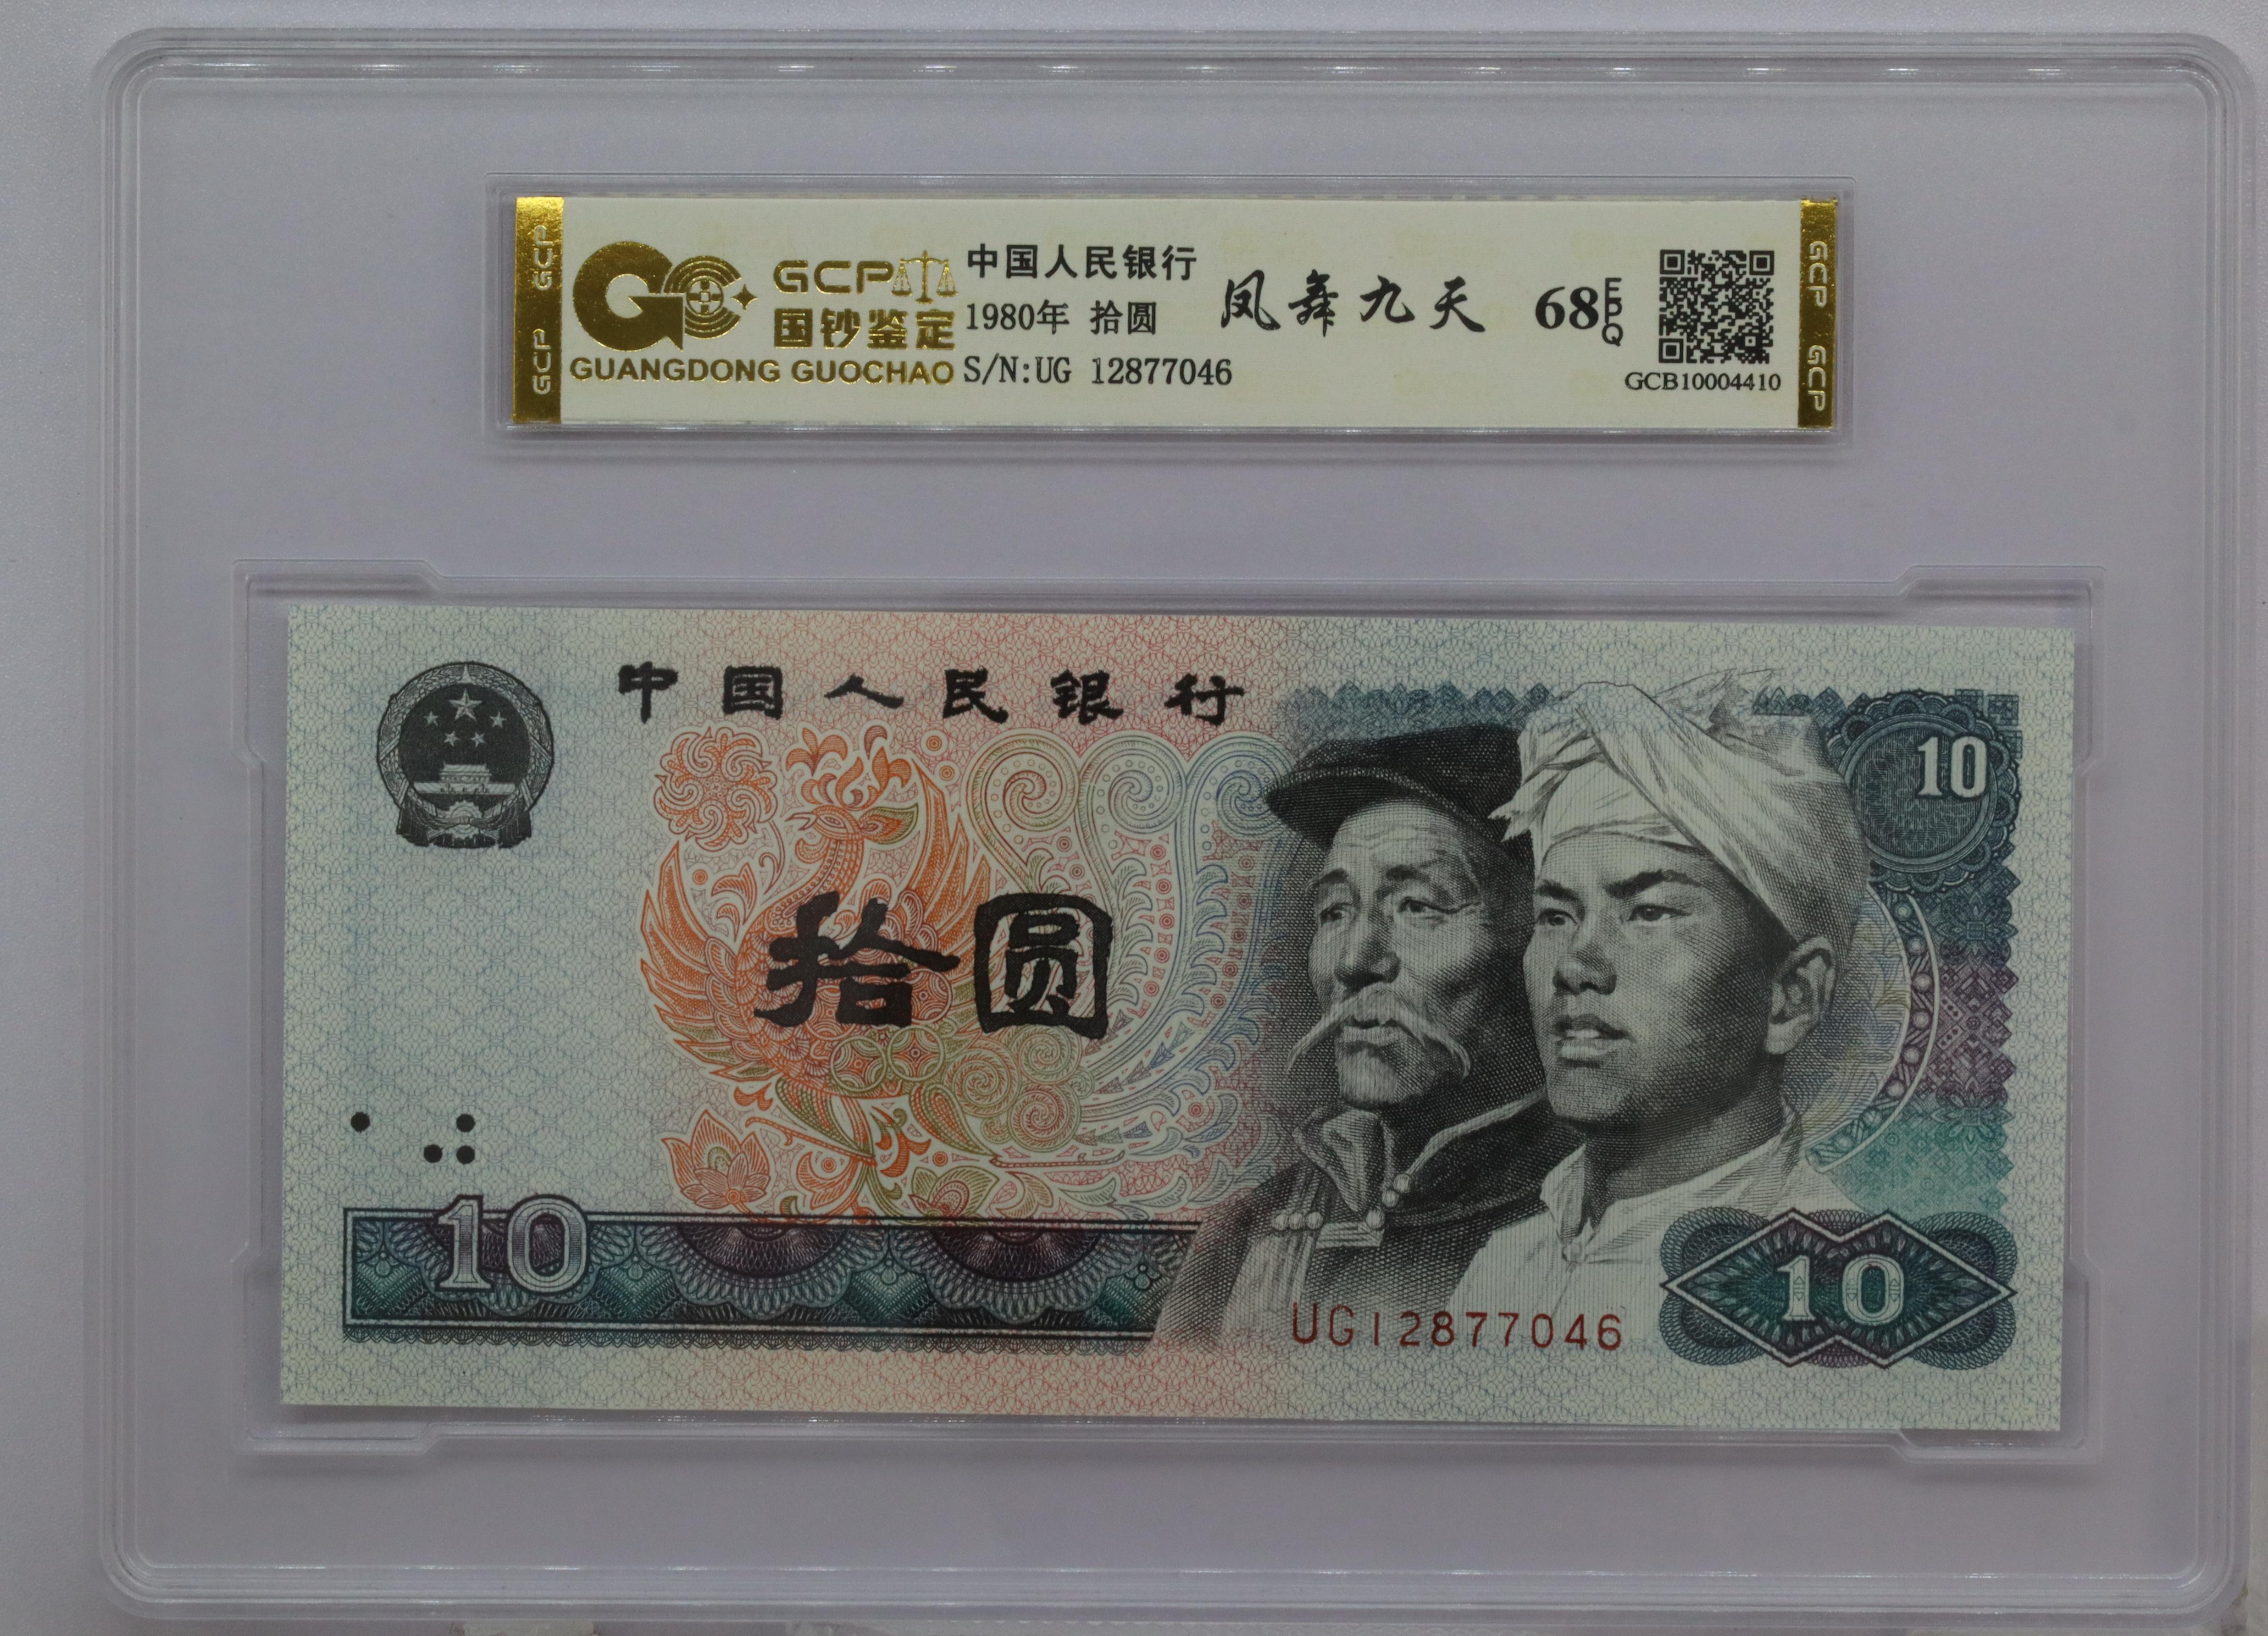 GCP GCP
GCP
国钞鉴定
GUANGDONG GUOCHAO
中国人民银行
1980年 拾圆
S/N:UG 12877046
凤舞九天
68 EPQ
GCB10004410
GCP GCP
中国人民银行
10
拾圆
10
UG12877046
10